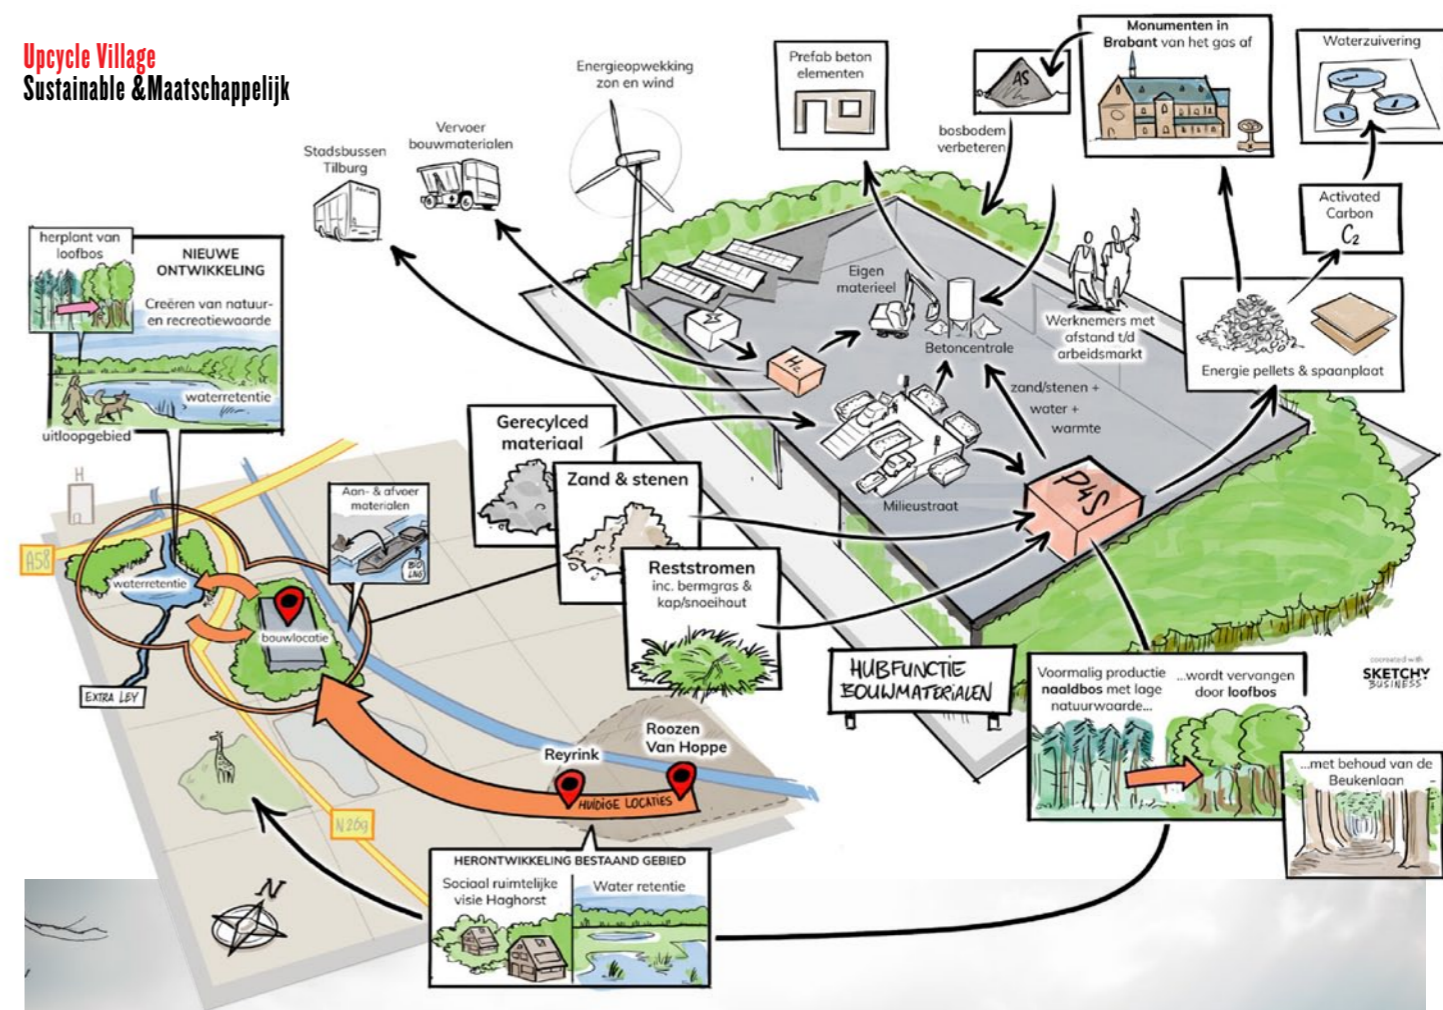 Upcycle Village
Sustainable &Maatschappelijk
Energieopwekking
zon en wind
Prefab beton
elementen
AS
Monumenten in
Brabant van het gas af
Waterzuivering
bosbodem
verbeteren
Vervoer
bouwmaterialen
Stadsbussen
Tilburg
Activated
Carbon
C2
herplant van
loofbos
NIEUWE
ONTWIKKELING
Creëren van natuur-
en recreatiewaarde
waterretentie
uitloopgebied
Eigen
materieel
Betoncentrale
Werknemers met
afstand t/d
arbeidsmarkt
Energie pellets & spaanplaat
H2
zand/stenen +
water +
warmte
Milieustraat
P4S
Gerecylced
materiaal
Zand & stenen
Reststromen
inc. bermgras &
kap/snoeihout
H
Aan- & afvoer
materialen
BIO
LNG
A58
waterretentie
bouwlocatie
EXTRA LEY
HUBFUNCTIE
BOUWMATERIALEN
Voormalig productie
naaldbos met lage
natuurwaarde...
...wordt vervangen
door loofbos
cocreated with
SKETCHY
BUSINESS
...met behoud van de
Beukenlaan
Reyrink
Roozen
Van Hoppe
HUIDIGE LOCATIES
N269
HERONTWIKKELING BESTAAND GEBIED
Sociaal ruimtelijke
visie Haghorst
Water retentie
N